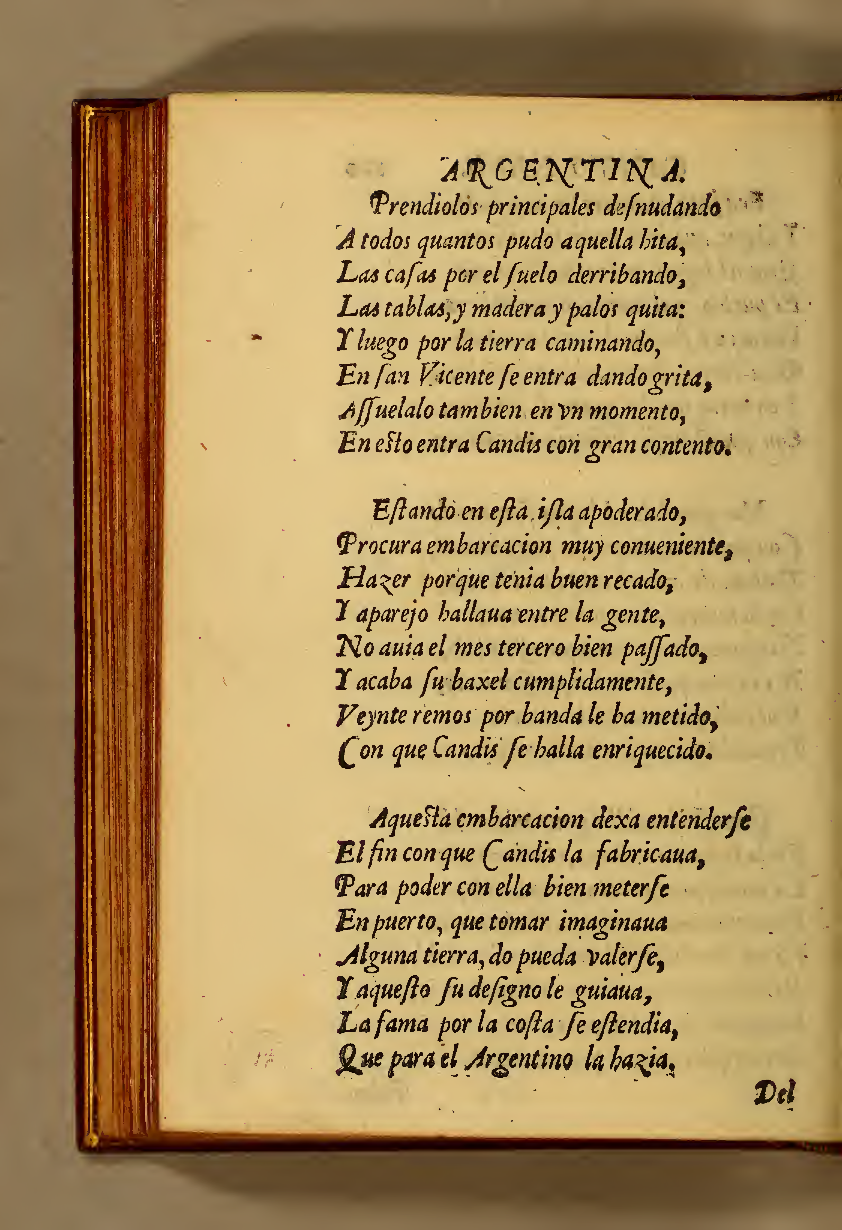 ARGENTINA.
Prendiolos principales desnudando
A todos quantos pudo aquella hita,
Las casas por el suelo derribando,
Las tablas, y madera y palos quita:
Y luego por la tierra caminando,
En san Vicente se entra dando grita,
Assuelalo tambien en vn momento,
En esto entra Candis con gran contento.
Estando en esta isla apoderado,
Procura embarcacion muy conueniente,
Hazer porque tenia buen recado,
Y aparejo hallaua entre la gente,
No auia el mes tercero bien passado,
Y acaba su baxel cumplidamente,
Veynte remos por banda le ha metido,
Con que Candis se halla enriquecido.
Aquesta embarcacion dexa entenderse
El fin con que Candis la fabricaua,
Para poder con ella bien meterse
En puerto, que tomar imaginaua
Alguna tierra, do pueda valerse,
Y aquesto su designo le guiaua,
La fama por la costa se estendia,
Que para el Argentino la hazia.
Del